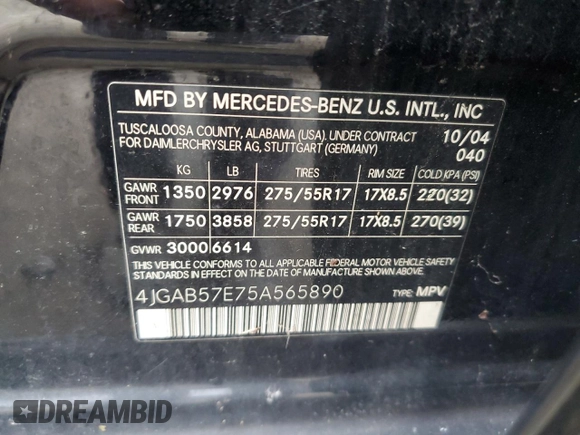 MFD BY MERCEDES-BENZ U.S. INTL., INC
TUSCALOOSA COUNTY, ALABAMA (USA). UNDER CONTRACT 10/04
FOR DAIMLERCHRYSLER AG, STUTTGART (GERMANY) 040
KG LB TIRES RIM SIZE COLD KPA (PSI)
GAWR FRONT 1350 2976 275/55R17 17X8.5 220(32)
GAWR REAR 1750 3858 275/55R17 17X8.5 270(39)
GVWR 3000 6614
THIS VEHICLE CONFORMS TO ALL APPLICABLE FEDERAL MOTOR VEHICLE SAFETY
STANDARDS IN EFFECT ON THE DATE OF MANUFACTURE SHOWN ABOVE.
4JGAB57E75A565890 TYPE: MPV
DREAMBID